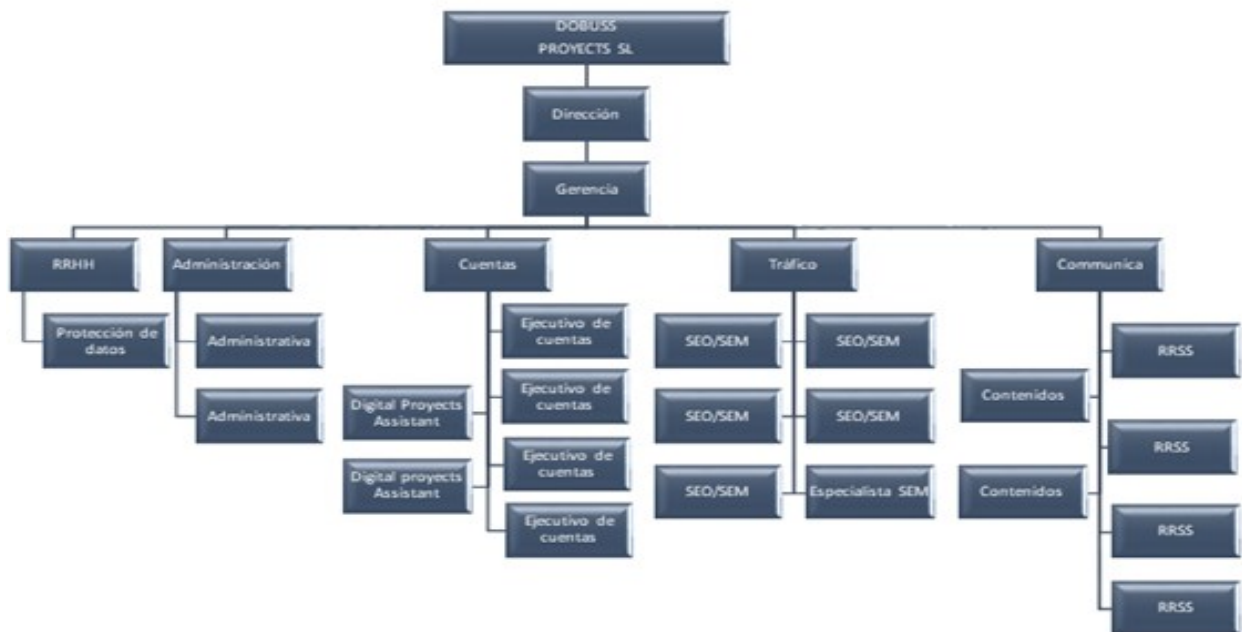 DOBUSS
PROYECTS SL
Dirección
Gerencia
RRHH
Administración
Cuentas
Tráfico
Communica
Protección de
datos
Administrativa
Administrativa
Digital Proyects
Assistant
Digital proyects
Assistant
Ejecutivo de
cuentas
Ejecutivo de
cuentas
Ejecutivo de
cuentas
Ejecutivo de
cuentas
SEO/SEM
SEO/SEM
SEO/SEM
SEO/SEM
SEO/SEM
Especialista SEM
Contenidos
Contenidos
RRSS
RRSS
RRSS
RRSS